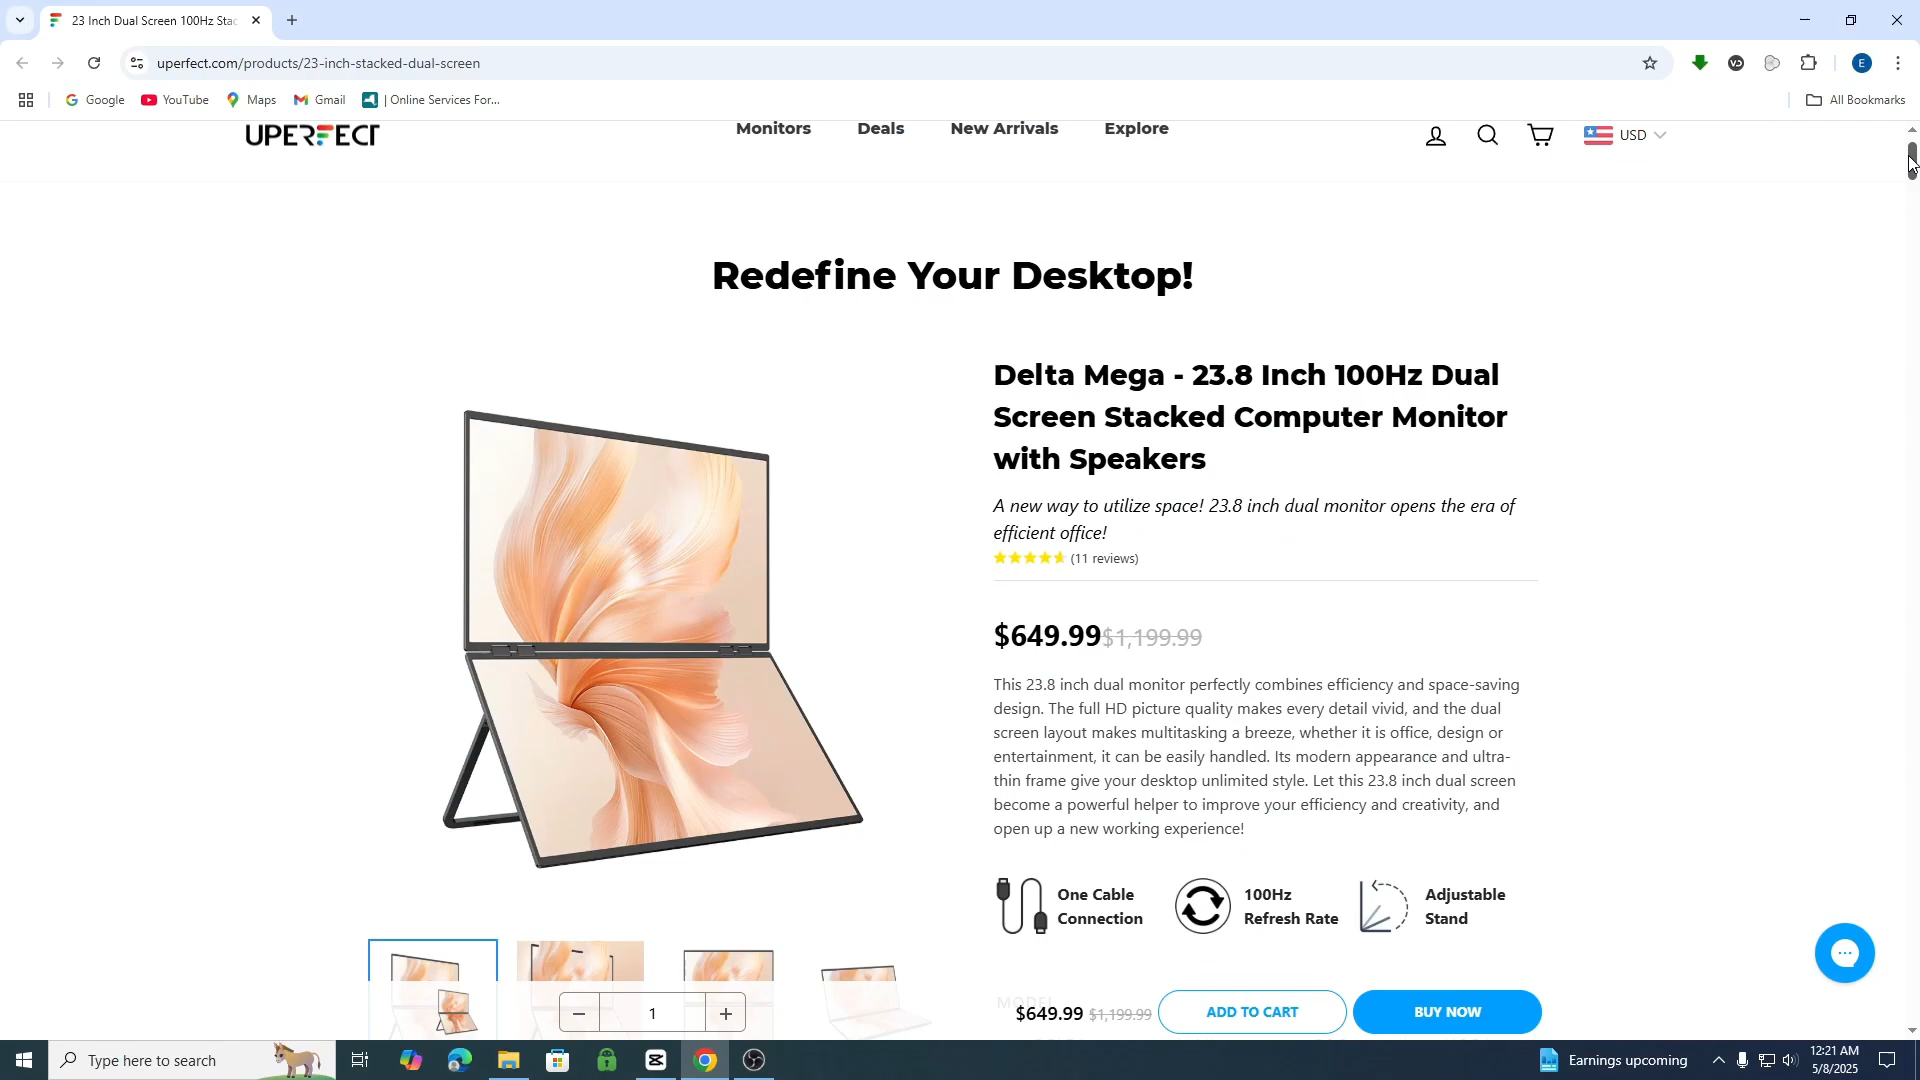 23 Inch Dual Screen 100Hz Stac
uperfect.com/products/23-inch-stacked-dual-screen
E
Google
YouTube
Maps
Gmail
| Online Services For...
All Bookmarks
UPERFECT
Monitors
Deals
New Arrivals
Explore
USD
Redefine Your Desktop!
Delta Mega - 23.8 Inch 100Hz Dual
Screen Stacked Computer Monitor
with Speakers
A new way to utilize space! 23.8 inch dual monitor opens the era of
efficient office!
(11 reviews)
$649.99$1,199.99
This 23.8 inch dual monitor perfectly combines efficiency and space-saving
design. The full HD picture quality makes every detail vivid, and the dual
screen layout makes multitasking a breeze, whether it is office, design or
entertainment, it can be easily handled. Its modern appearance and ultra-
thin frame give your desktop unlimited style. Let this 23.8 inch dual screen
become a powerful helper to improve your efficiency and creativity, and
open up a new working experience!
One Cable
Connection
100Hz
Refresh Rate
Adjustable
Stand
MODEL
1
$649.99 $1,199.99
ADD TO CART
BUY NOW
Type here to search
Earnings upcoming
12:21 AM
5/8/2025